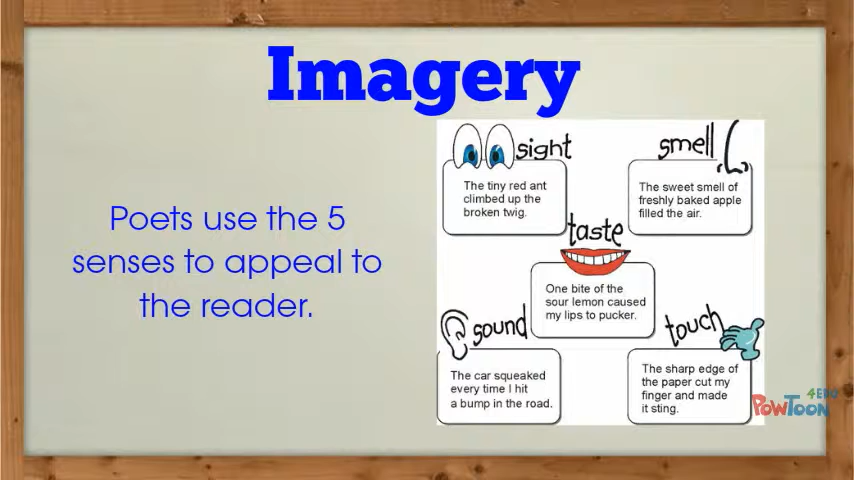 Imagery
Poets use the 5
senses to appeal to
the reader.
sight
The tiny red ant
climbed up the
broken twig.
smell
The sweet smell of
freshly baked apple
filled the air.
taste
One bite of the
sour lemon caused
my lips to pucker.
sound
The car squeaked
every time I hit
a bump in the road.
touch
The sharp edge of
the paper cut my
finger and made
it sting.
4EDU
POWTOON